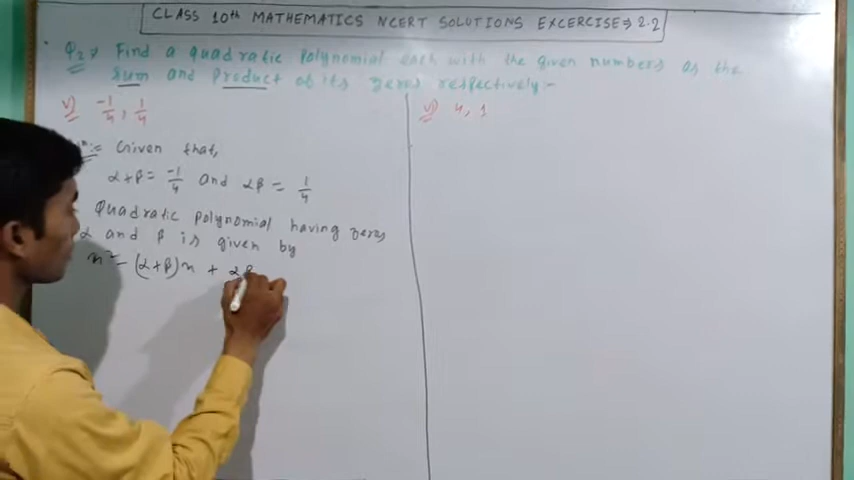 CLASS 10th MATHEMATICS NCERT SOLUTIONS EXCERCISE⇒2.2
Q2⇒ Find a quadratic Polynomial each with the given numbers as the
sum and product of its zeros respectively -
v) -1/4, 1/4
Given that,
α+β = -1/4 and αβ = 1/4
Quadratic polynomial having zeros
α and β is given by
x² - (α+β)x + αβ
vi) 4, 1